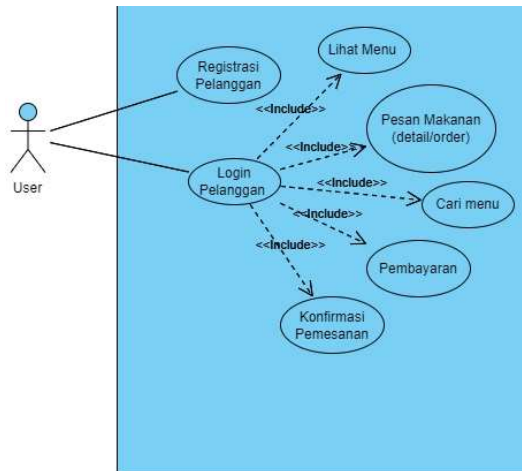 Lihat Menu
Registrasi
Pelanggan
<<Include>>
Pesan Makanan
(detail/order)
<<Include>>
User
Login
Pelanggan
<<Include>>
Cari menu
<<Include>>
<<Include>>
Pembayaran
Konfirmasi
Pemesanan